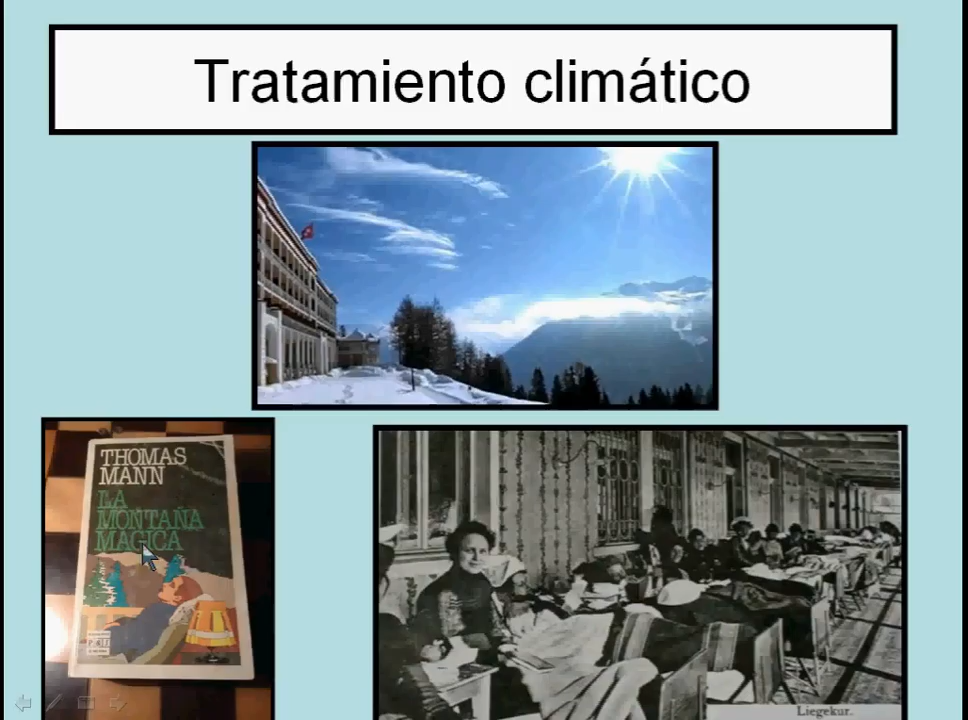 Tratamiento climático
THOMAS
MANN
LA
MONTAÑA
MAGICA
Liegekur.